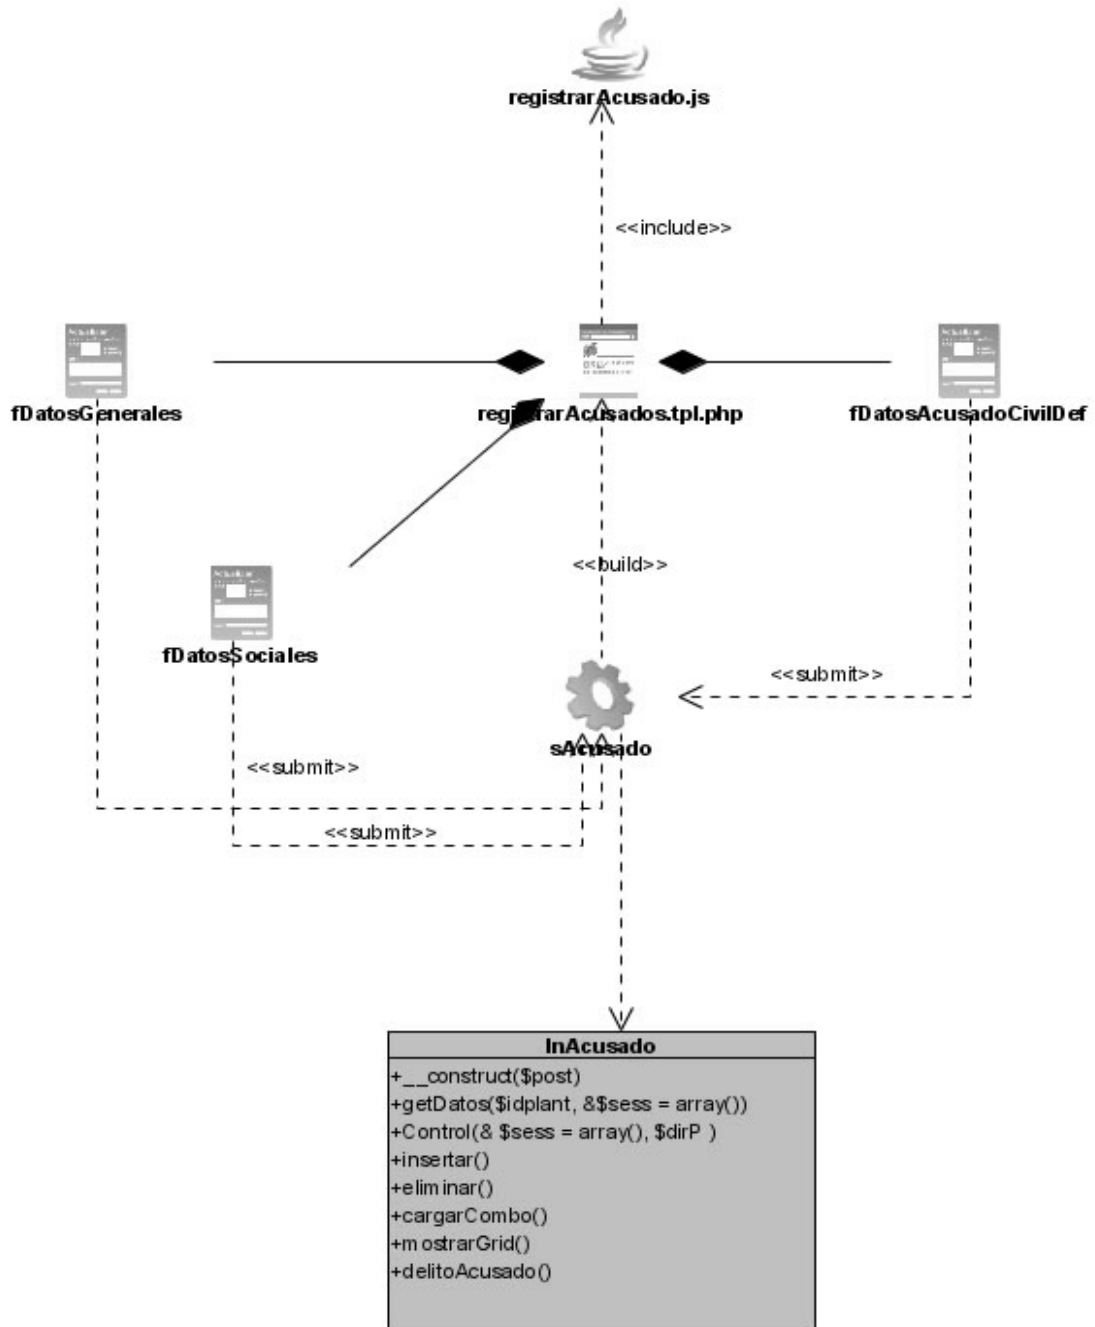 registrarAcusado.js
<<include>>
fDatosGenerales
registrarAcusados.tpl.php
fDatosAcusadoCivilDef
<<build>>
fDatosSociales
<<submit>>
sAcusado
<<submit>>
<<submit>>
lnAcusado
+__construct($post)
+getDatos($idplant, &$sess = array())
+Control(& $sess = array(), $dirP )
+insertar()
+eliminar()
+cargarCombo()
+mostrarGrid()
+delitoAcusado()